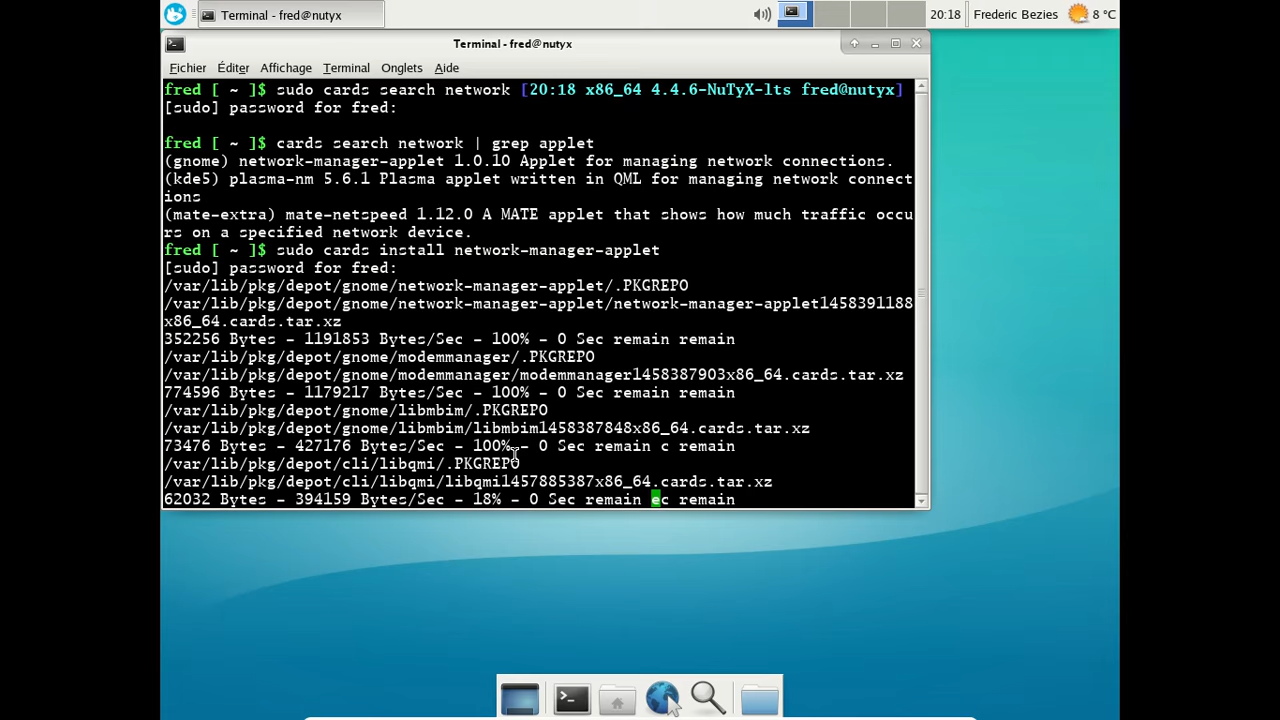 Terminal - fred@nutyx
20:18
Frederic Bezies
8 °C
Terminal - fred@nutyx
Fichier Éditer Affichage Terminal Onglets Aide
fred [ ~ ]$ sudo cards search network [20:18 x86_64 4.4.6-NuTyX-lts fred@nutyx]
[sudo] password for fred:
fred [ ~ ]$ cards search network | grep applet
(gnome) network-manager-applet 1.0.10 Applet for managing network connections.
(kde5) plasma-nm 5.6.1 Plasma applet written in QML for managing network connect
ions
(mate-extra) mate-netspeed 1.12.0 A MATE applet that shows how much traffic occu
rs on a specified network device.
fred [ ~ ]$ sudo cards install network-manager-applet
[sudo] password for fred:
/var/lib/pkg/depot/gnome/network-manager-applet/.PKGREPO
/var/lib/pkg/depot/gnome/network-manager-applet/network-manager-applet1458391188
x86_64.cards.tar.xz
352256 Bytes - 1191853 Bytes/Sec - 100% - 0 Sec remain remain
/var/lib/pkg/depot/gnome/modemmanager/.PKGREPO
/var/lib/pkg/depot/gnome/modemmanager/modemmanager1458387903x86_64.cards.tar.xz
774596 Bytes - 1179217 Bytes/Sec - 100% - 0 Sec remain remain
/var/lib/pkg/depot/gnome/libmbim/.PKGREPO
/var/lib/pkg/depot/gnome/libmbim/libmbim1458387848x86_64.cards.tar.xz
73476 Bytes - 427176 Bytes/Sec - 100% - 0 Sec remain c remain
/var/lib/pkg/depot/cli/libqmi/.PKGREPO
/var/lib/pkg/depot/cli/libqmi/libqmi1457885387x86_64.cards.tar.xz
62032 Bytes - 394159 Bytes/Sec - 18% - 0 Sec remain ec remain